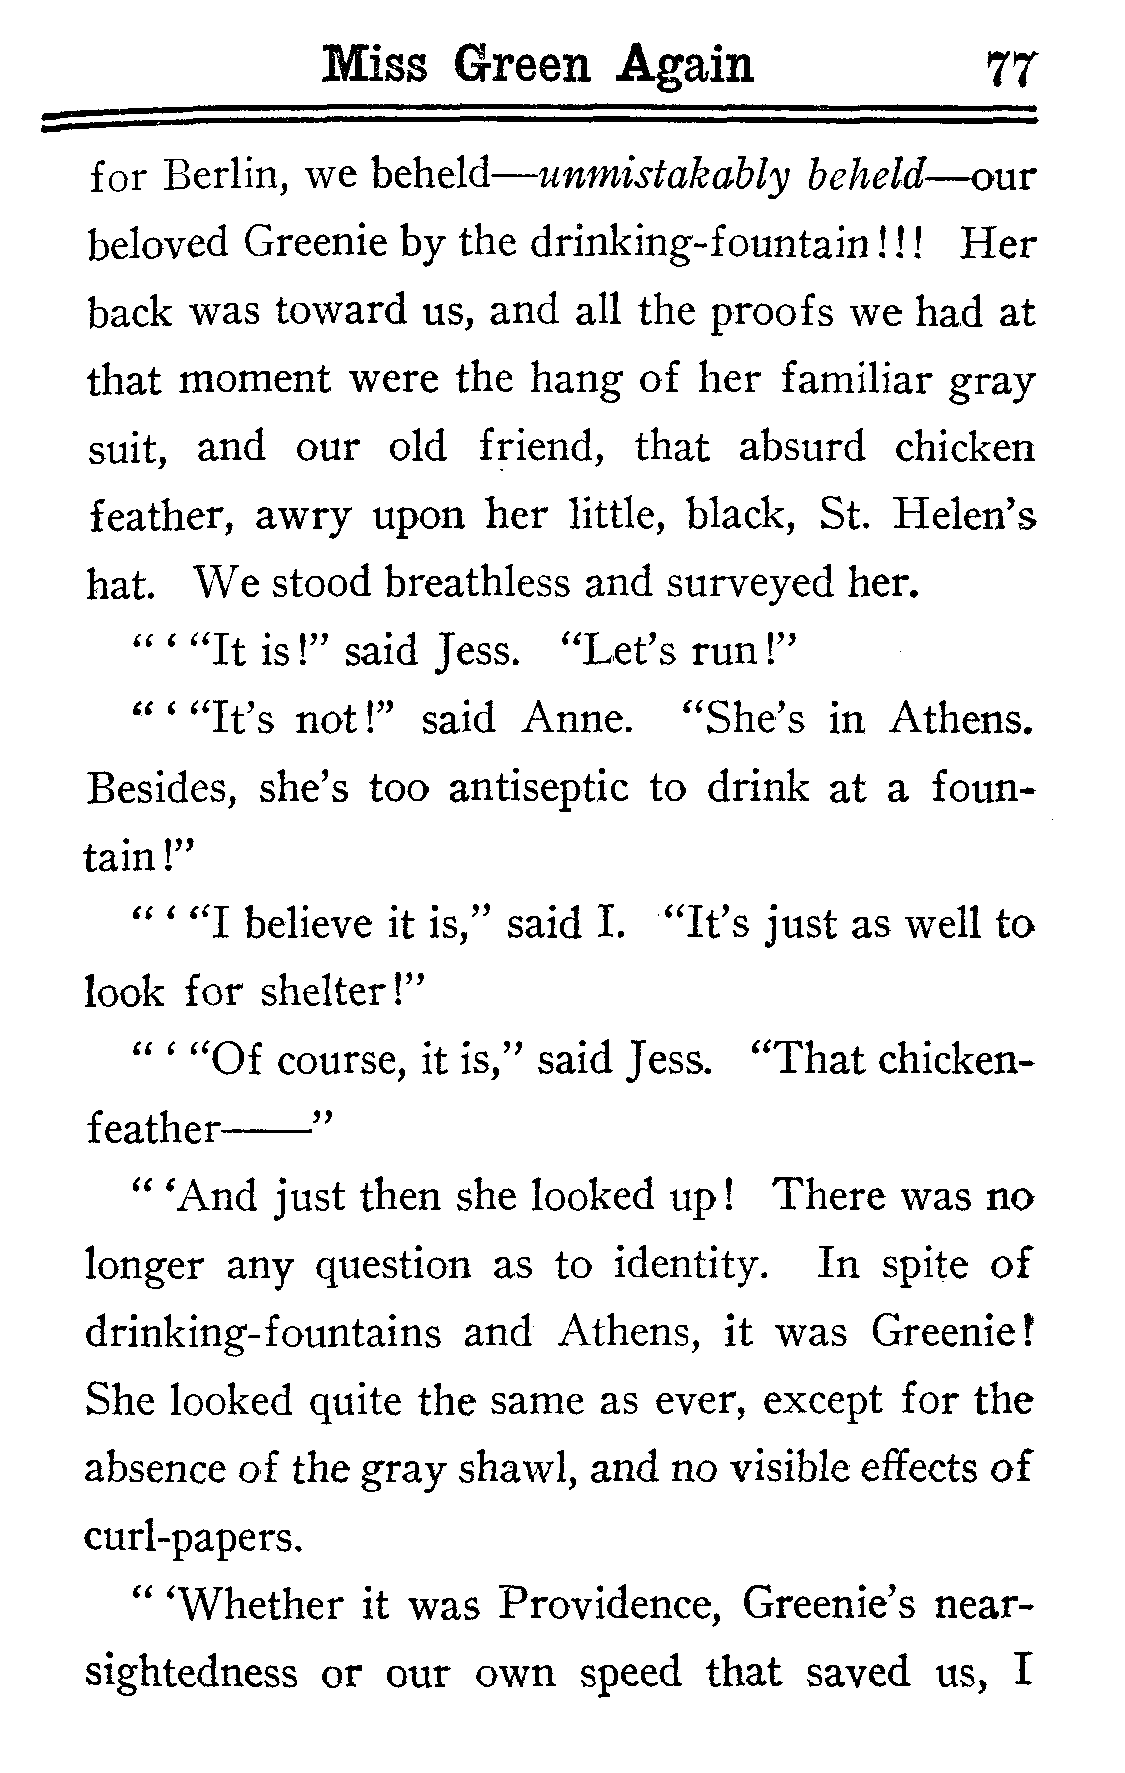 Miss Green Again 77
for Berlin, we beheld—unmistakably beheld—our
beloved Greenie by the drinking-fountain!!! Her
back was toward us, and all the proofs we had at
that moment were the hang of her familiar gray
suit, and our old friend, that absurd chicken
feather, awry upon her little, black, St. Helen's
hat. We stood breathless and surveyed her.
“ ‘ “It is!” said Jess. “Let's run!”
“ ‘ “It's not!” said Anne. “She's in Athens.
Besides, she's too antiseptic to drink at a foun-
tain!”
“ ‘ “I believe it is,” said I. “It's just as well to
look for shelter!”
“ ‘ “Of course, it is,” said Jess. “That chicken-
feather——”
“ ‘And just then she looked up! There was no
longer any question as to identity. In spite of
drinking-fountains and Athens, it was Greenie!
She looked quite the same as ever, except for the
absence of the gray shawl, and no visible effects of
curl-papers.
“ ‘Whether it was Providence, Greenie's near-
sightedness or our own speed that saved us, I